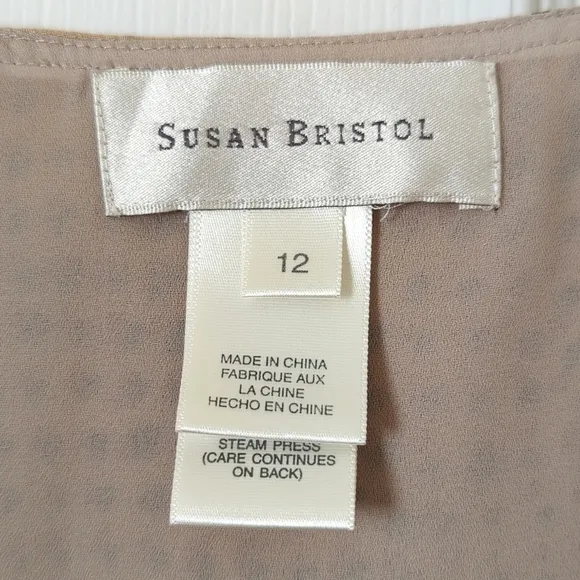 SUSAN BRISTOL
12
MADE IN CHINA
FABRIQUE AUX
LA CHINE
HECHO EN CHINE
STEAM PRESS
(CARE CONTINUES
ON BACK)